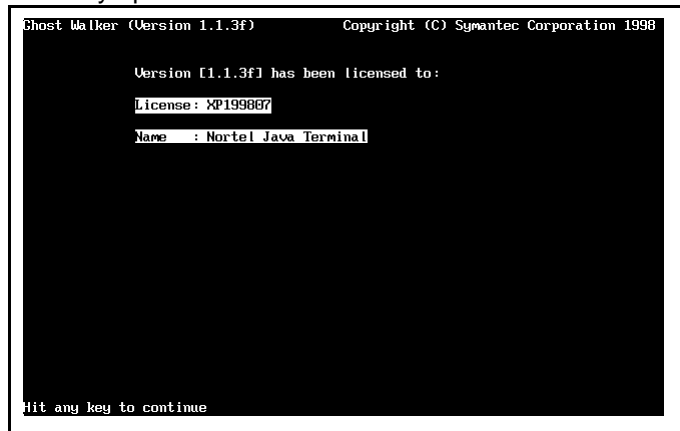 Ghost Walker (Version 1.1.3f) Copyright (C) Symantec Corporation 1998
Version [1.1.3f] has been licensed to:
License: XP199807
Name : Nortel Java Terminal
Hit any key to continue